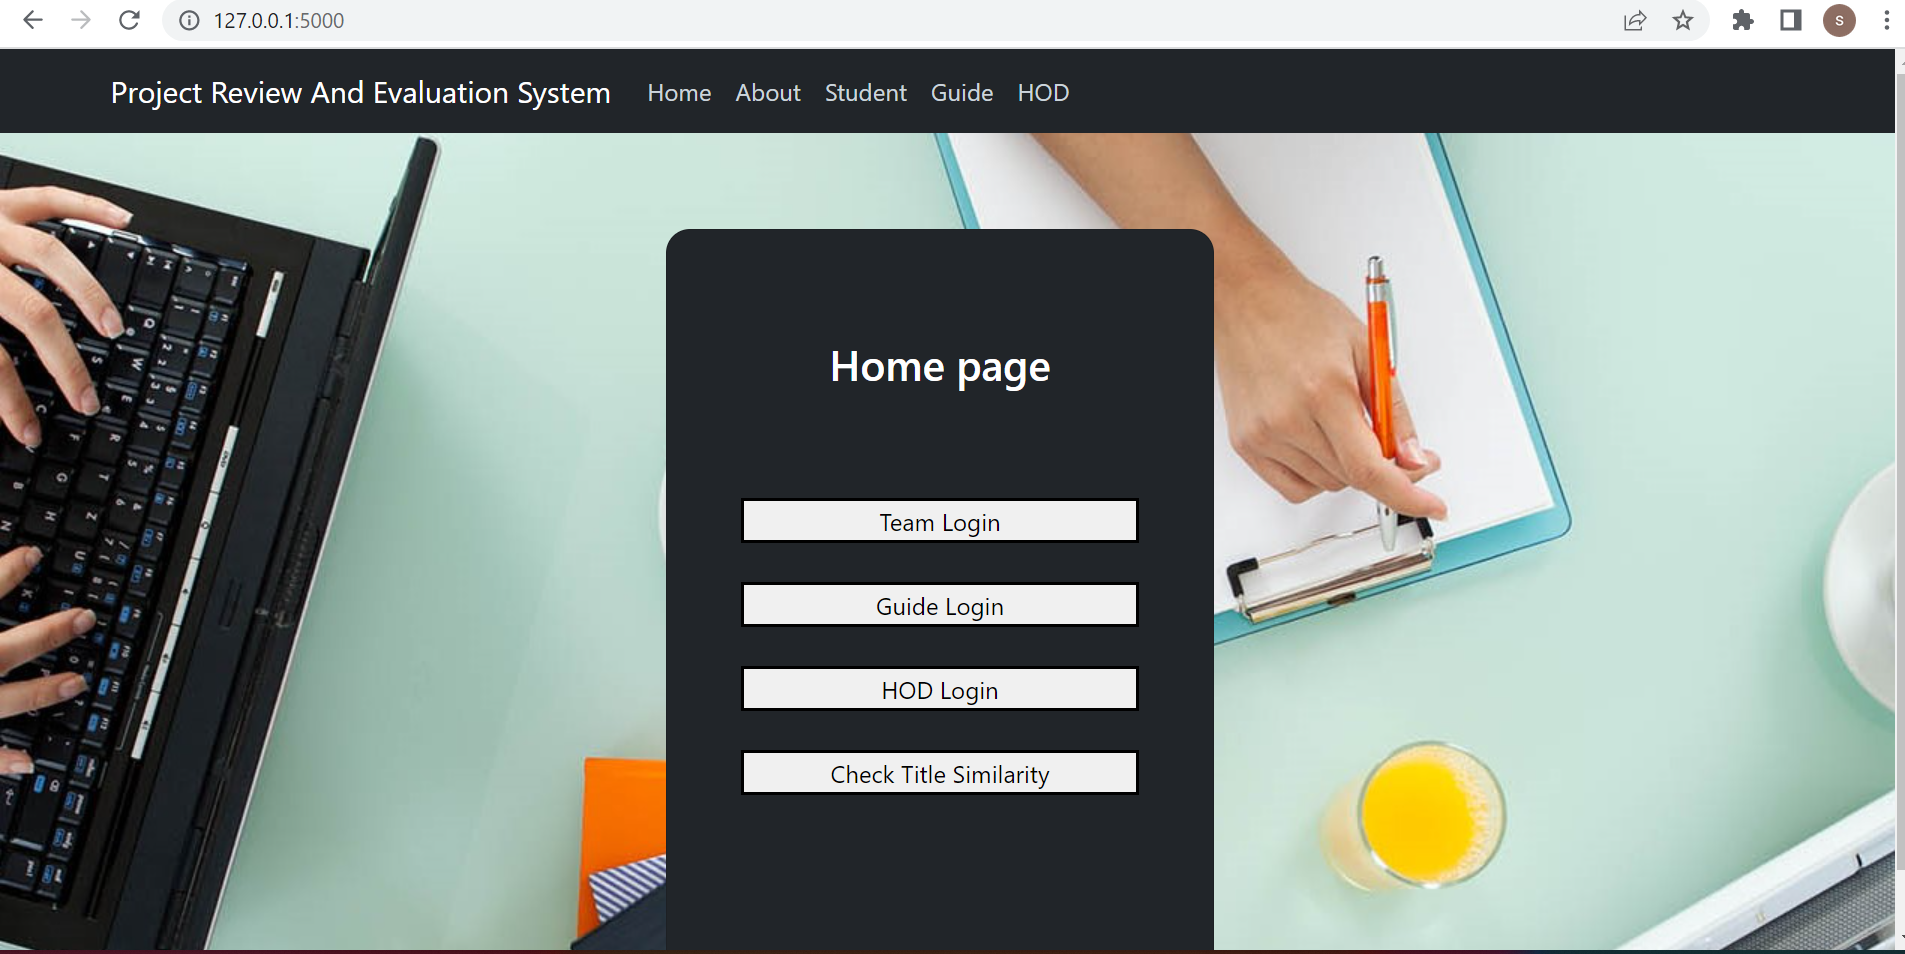 127.0.0.1:5000
S
Project Review And Evaluation System Home About Student Guide HOD
Home page
Team Login
Guide Login
HOD Login
Check Title Similarity